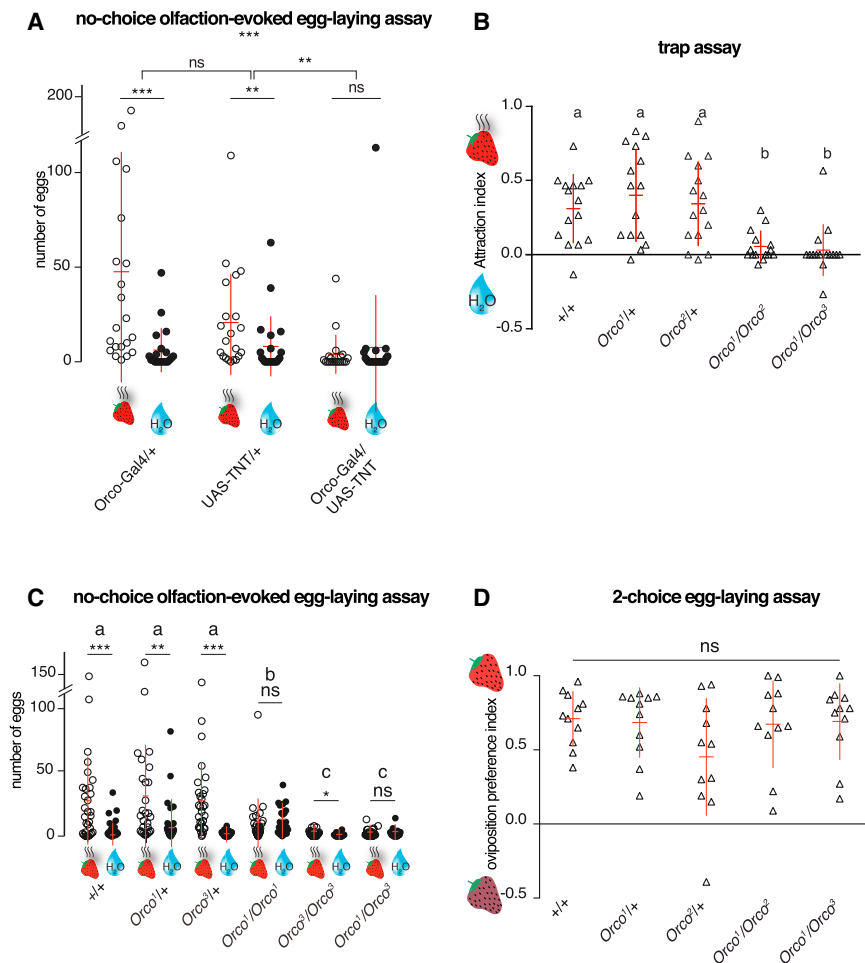 A
no-choice olfaction-evoked egg-laying assay
***
ns
**
***
**
ns
number of eggs
200
100
50
0
H2O
H2O
H2O
Orco-Gal4/+
UAS-TNT/+
Orco-Gal4/
UAS-TNT
B
trap assay
Attraction index
1.0
0.5
0.0
-0.5
H2O
a
a
a
b
b
+/+
Orco¹/+
Orco²/+
Orco¹/Orco²
Orco¹/Orco³
C
no-choice olfaction-evoked egg-laying assay
number of eggs
150
100
50
0
a
***
a
**
a
***
b
ns
c
*
c
ns
H2O
H2O
H2O
H2O
H2O
H2O
+/+
Orco¹/+
Orco³/+
Orco¹/Orco¹
Orco³/Orco³
Orco¹/Orco³
D
2-choice egg-laying assay
ns
oviposition preference index
1.0
0.5
0.0
-0.5
+/+
Orco¹/+
Orco²/+
Orco¹/Orco²
Orco¹/Orco³